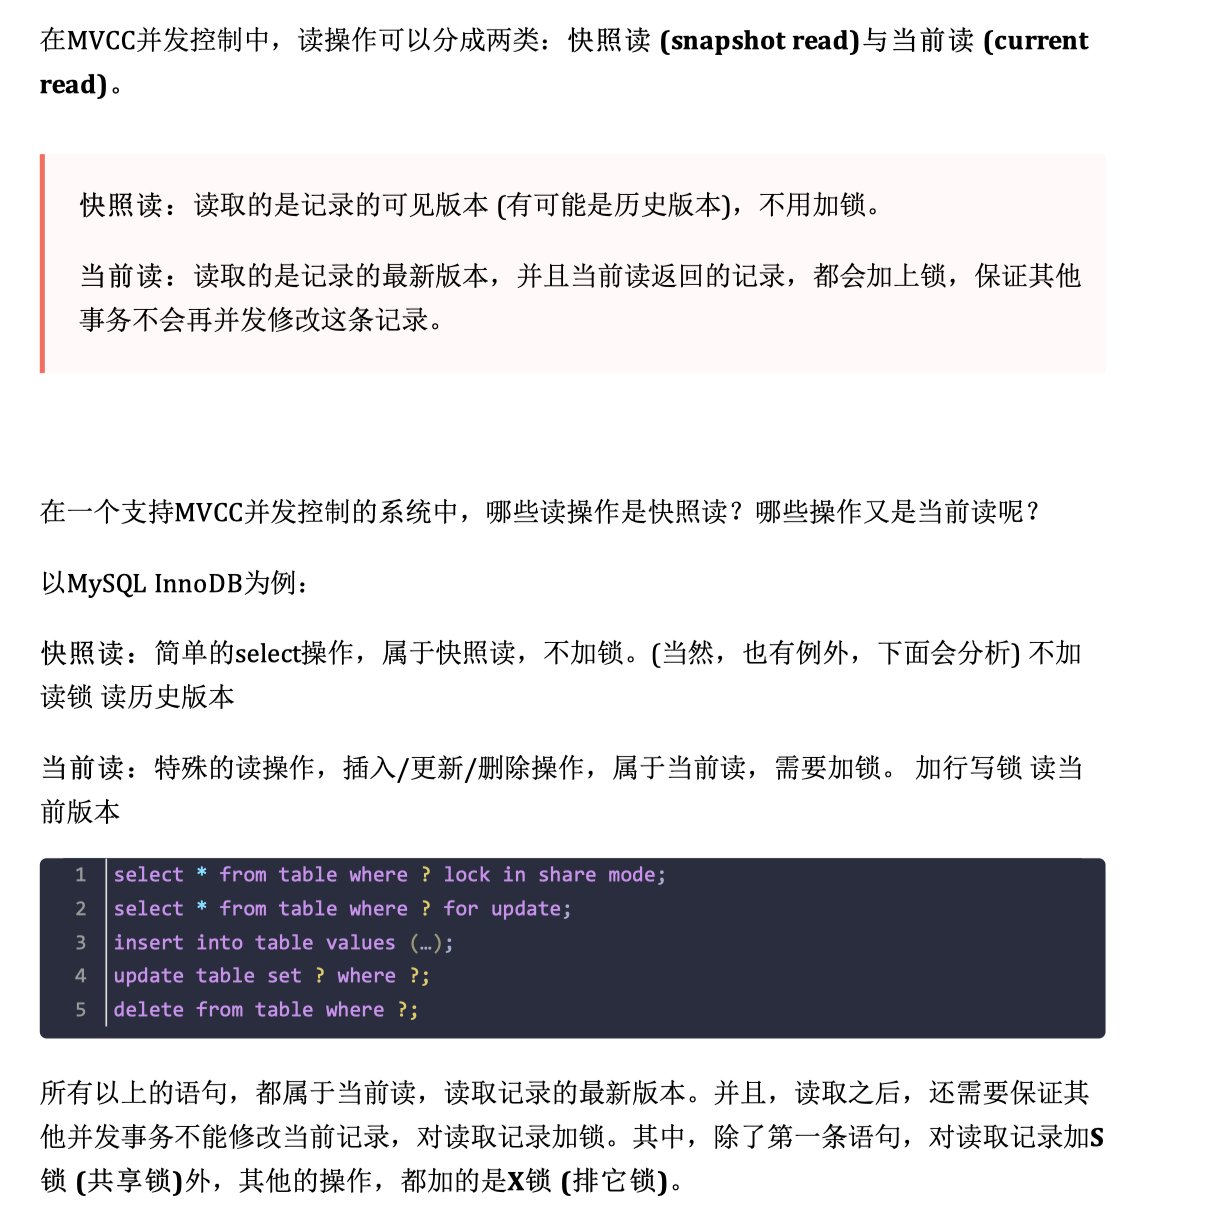 在MVCC并发控制中，读操作可以分成两类：快照读 (snapshot read)与当前读 (current
read)。
快照读：读取的是记录的可见版本 (有可能是历史版本)，不用加锁。
当前读：读取的是记录的最新版本，并且当前读返回的记录，都会加上锁，保证其他
事务不会再并发修改这条记录。
在一个支持MVCC并发控制的系统中，哪些读操作是快照读？哪些操作又是当前读呢？
以MySQL InnoDB为例：
快照读：简单的select操作，属于快照读，不加锁。(当然，也有例外，下面会分析) 不加
读锁 读历史版本
当前读：特殊的读操作，插入/更新/删除操作，属于当前读，需要加锁。 加行写锁 读当
前版本
1 select * from table where ? lock in share mode;
2 select * from table where ? for update;
3 insert into table values (…);
4 update table set ? where ?;
5 delete from table where ?;
所有以上的语句，都属于当前读，读取记录的最新版本。并且，读取之后，还需要保证其
他并发事务不能修改当前记录，对读取记录加锁。其中，除了第一条语句，对读取记录加S
锁 (共享锁)外，其他的操作，都加的是X锁 (排它锁)。